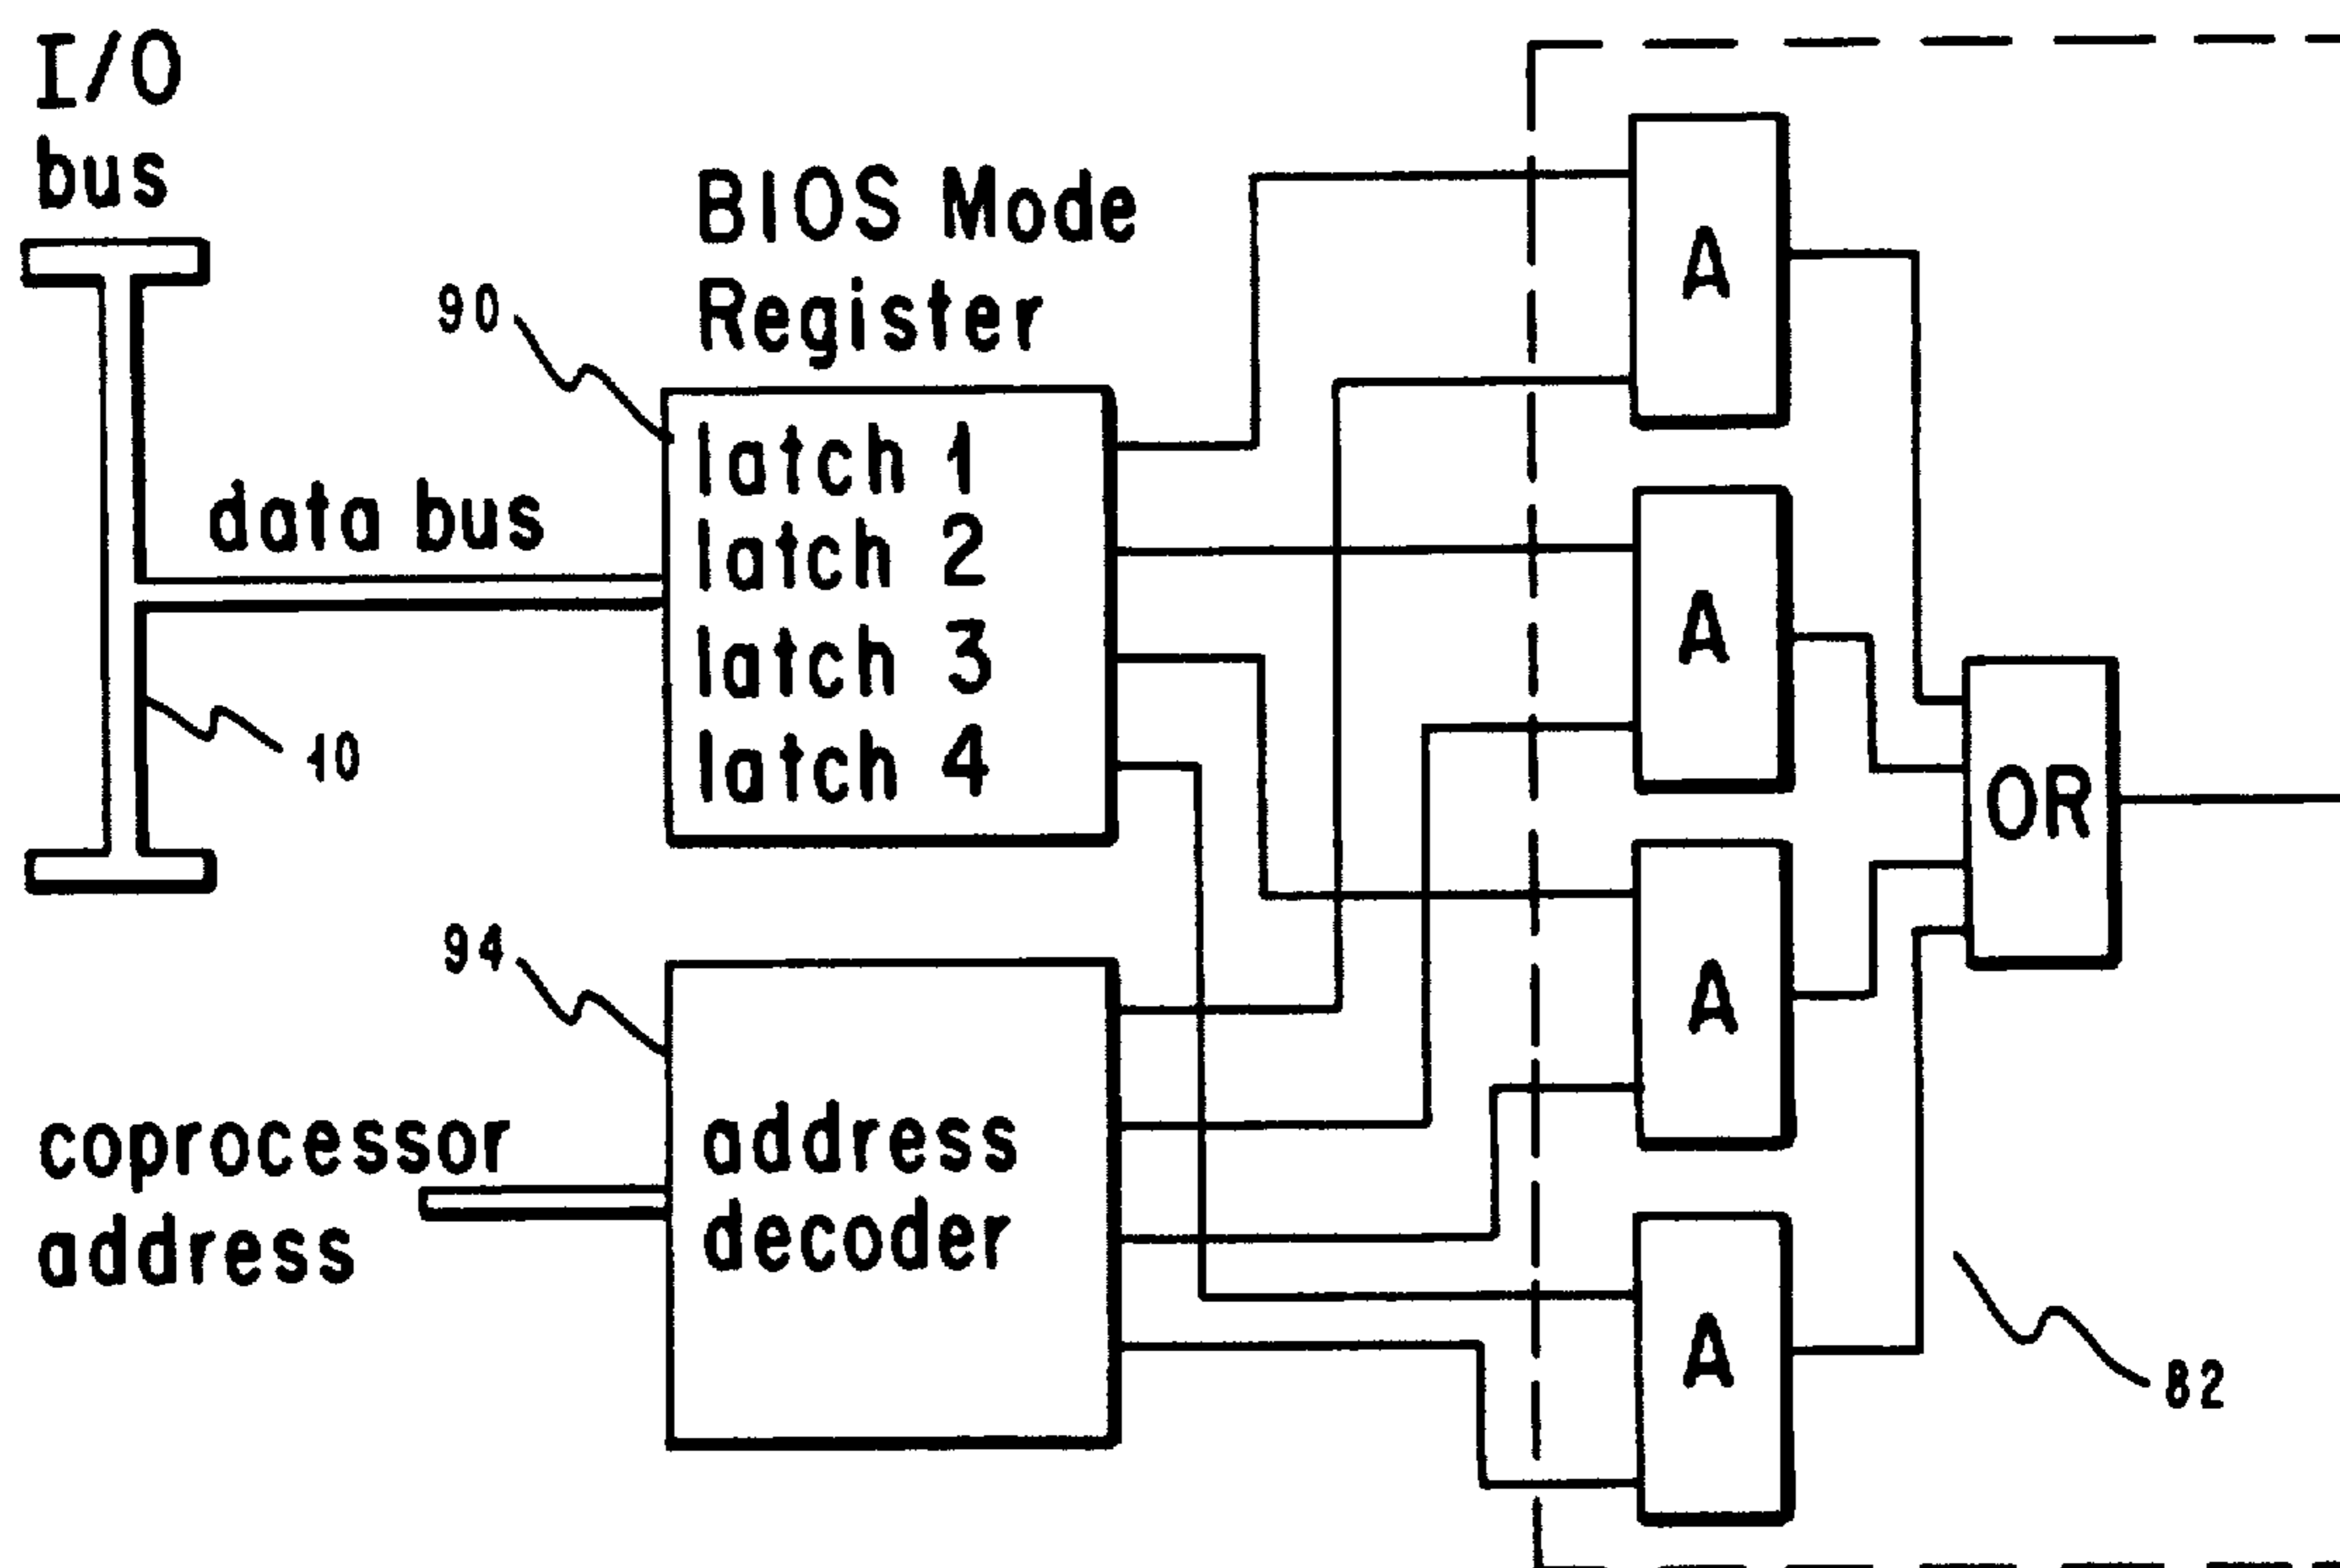 I/O
bus
BIOS Mode
Register
90
latch 1
latch 2
latch 3
latch 4
data bus
10
94
address
decoder
coprocessor
address
A
A
A
A
OR
82